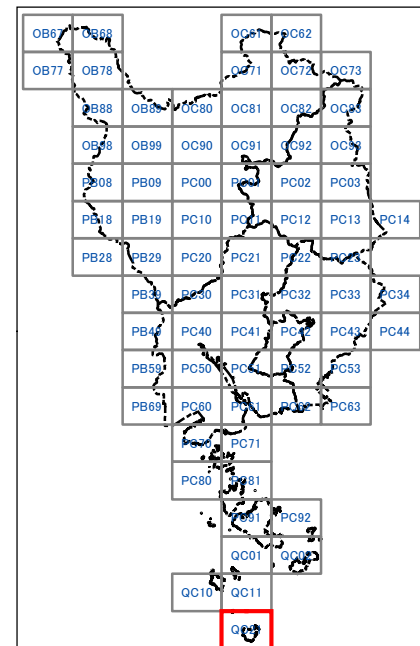 OB67 OB68 OC61 OC62
OB77 OB78 OC71 OC72 OC73
OB88 OB89 OC80 OC81 OC82 OC83
OB98 OB99 OC90 OC91 OC92 OC93
PB08 PB09 PC00 PC01 PC02 PC03
PB18 PB19 PC10 PC11 PC12 PC13 PC14
PB28 PB29 PC20 PC21 PC22 PC23
PB39 PC30 PC31 PC32 PC33 PC34
PB49 PC40 PC41 PC42 PC43 PC44
PB59 PC50 PC51 PC52 PC53
PB69 PC60 PC61 PC62 PC63
PC70 PC71
PC80 PC81
PC91 PC92
QC01 QC02
QC10 QC11
QC21